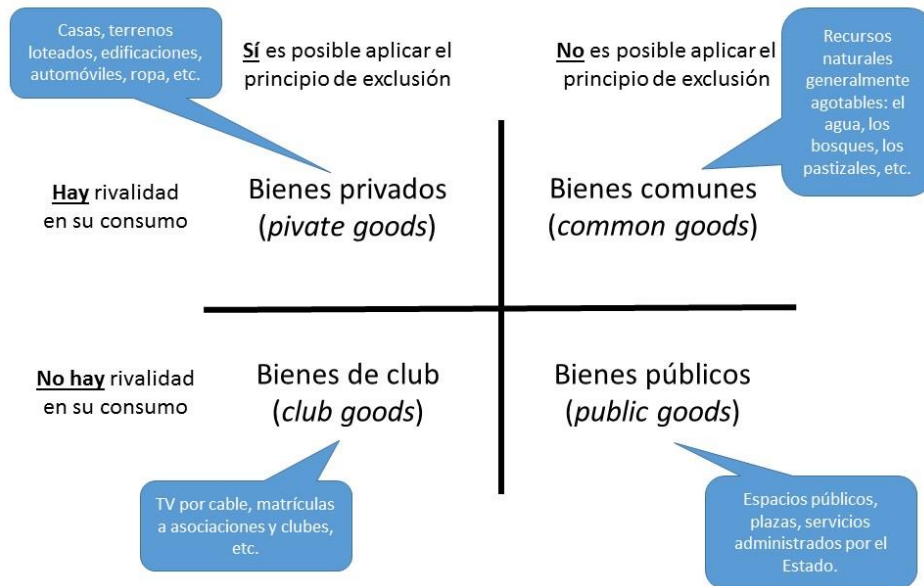 Casas, terrenos
loteados, edificaciones,
automóviles, ropa, etc.
Sí es posible aplicar el
principio de exclusión
No es posible aplicar el
principio de exclusión
Recursos
naturales
generalmente
agotables: el
agua, los
bosques, los
pastizales, etc.
Hay rivalidad
en su consumo
Bienes privados
(pivate goods)
Bienes comunes
(common goods)
No hay rivalidad
en su consumo
Bienes de club
(club goods)
Bienes públicos
(public goods)
TV por cable, matrículas
a asociaciones y clubes,
etc.
Espacios públicos,
plazas, servicios
administrados por el
Estado.